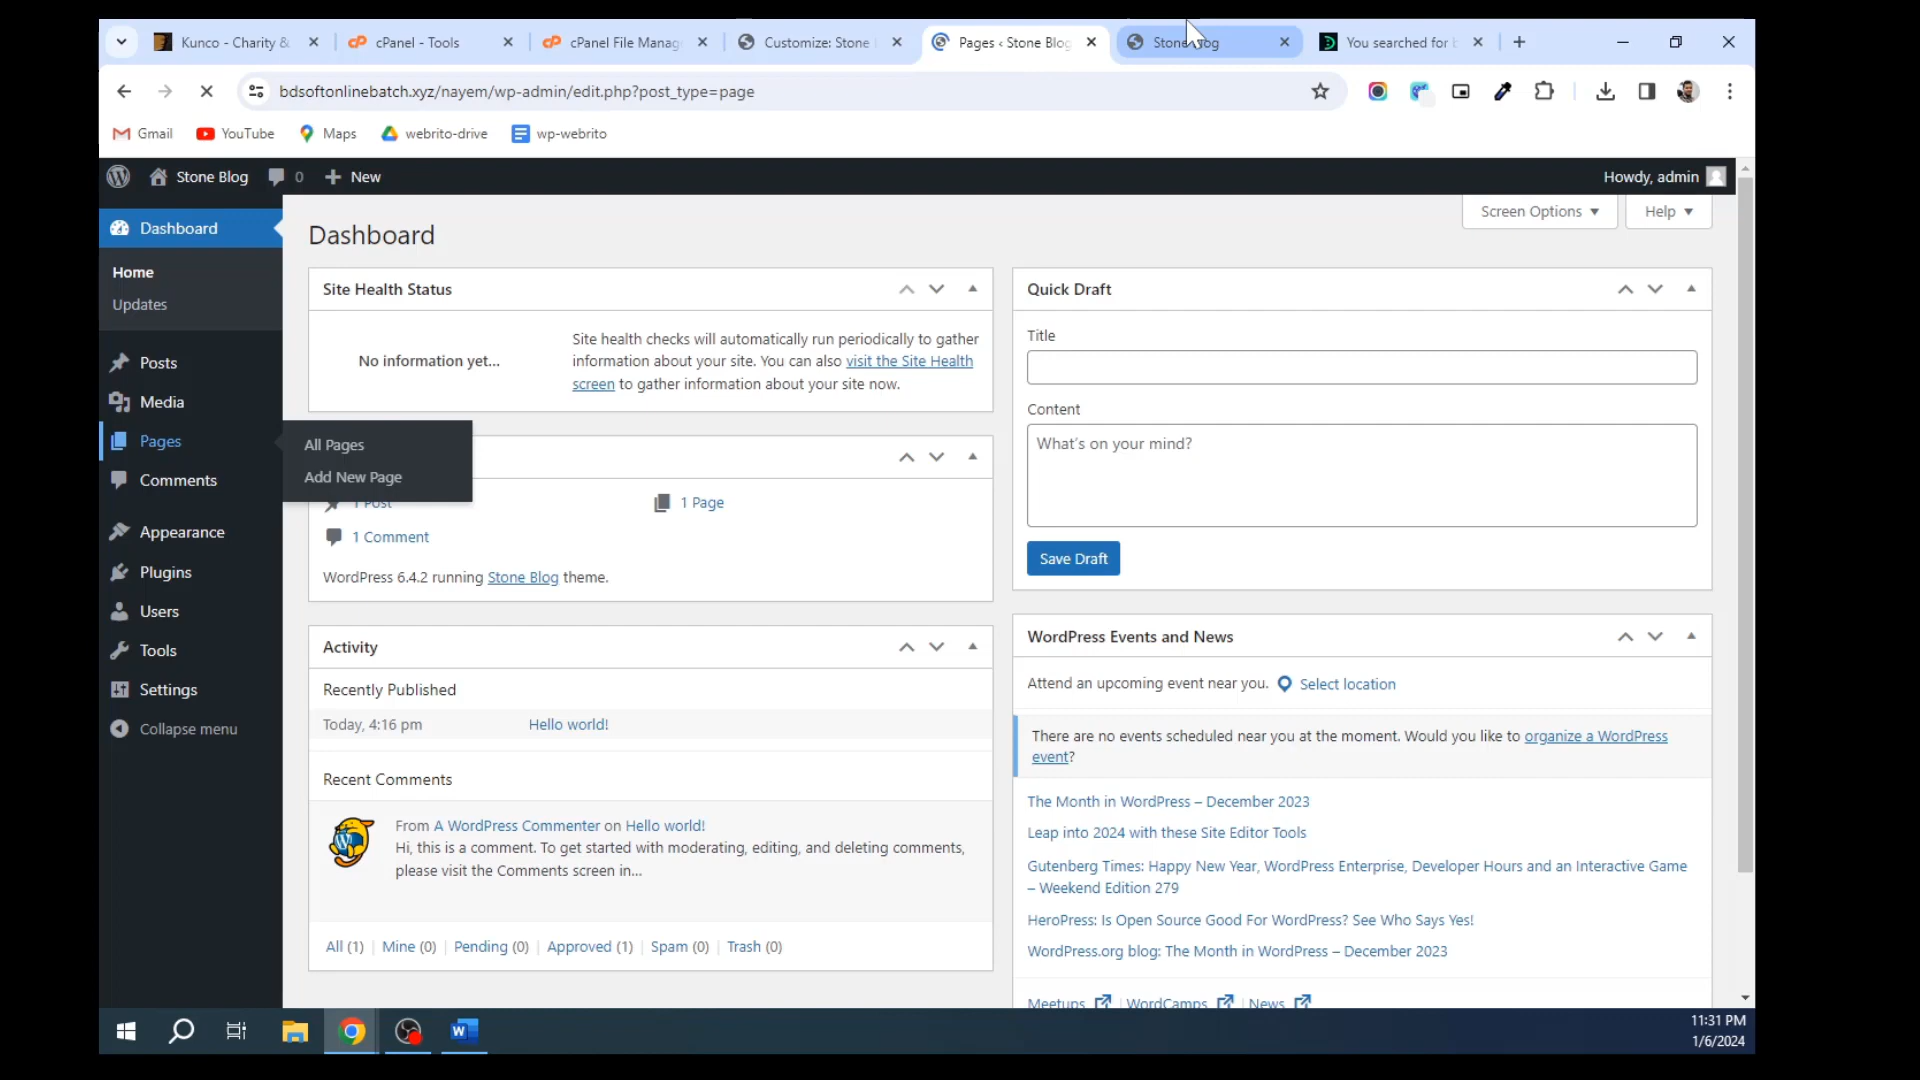 Kunco - Charity &
cPanel - Tools
cPanel File Manag
Customize: Stone
Pages ‹ Stone Blog
You searched for
bdsoftonlinebatch.xyz/nayem/wp-admin/edit.php?post_type=page
Gmail
YouTube
Maps
webrito-drive
wp-webrito
Stone Blog
0
New
Howdy, admin
Screen Options
Help
Dashboard
Home
Updates
Posts
Media
Pages
All Pages
Add New Page
Comments
Appearance
Plugins
Users
Tools
Settings
Collapse menu
Dashboard
Site Health Status
No information yet...
Site health checks will automatically run periodically to gather
information about your site. You can also visit the Site Health
screen to gather information about your site now.
1 Post
1 Page
1 Comment
WordPress 6.4.2 running Stone Blog theme.
Activity
Recently Published
Today, 4:16 pm
Hello world!
Recent Comments
From A WordPress Commenter on Hello world!
Hi, this is a comment. To get started with moderating, editing, and deleting comments,
please visit the Comments screen in...
All (1) | Mine (0) | Pending (0) | Approved (1) | Spam (0) | Trash (0)
Quick Draft
Title
Content
What's on your mind?
Save Draft
WordPress Events and News
Attend an upcoming event near you.
Select location
There are no events scheduled near you at the moment. Would you like to organize a WordPress
event?
The Month in WordPress – December 2023
Leap into 2024 with these Site Editor Tools
Gutenberg Times: Happy New Year, WordPress Enterprise, Developer Hours and an Interactive Game
– Weekend Edition 279
HeroPress: Is Open Source Good For WordPress? See Who Says Yes!
WordPress.org blog: The Month in WordPress – December 2023
Meetups | WordCamps | News
11:31 PM
1/6/2024